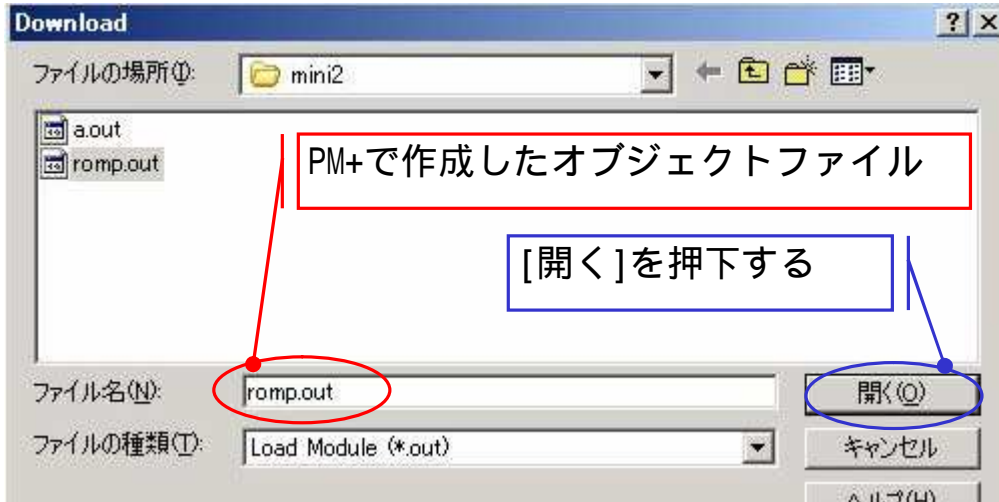 Download
ファイルの場所(I):
mini2
a.out
romp.out
PM+で作成したオブジェクトファイル
[開く]を押下する
ファイル名(N):
romp.out
開く(O)
ファイルの種類(T):
Load Module (*.out)
キャンセル
ヘルプ(H)